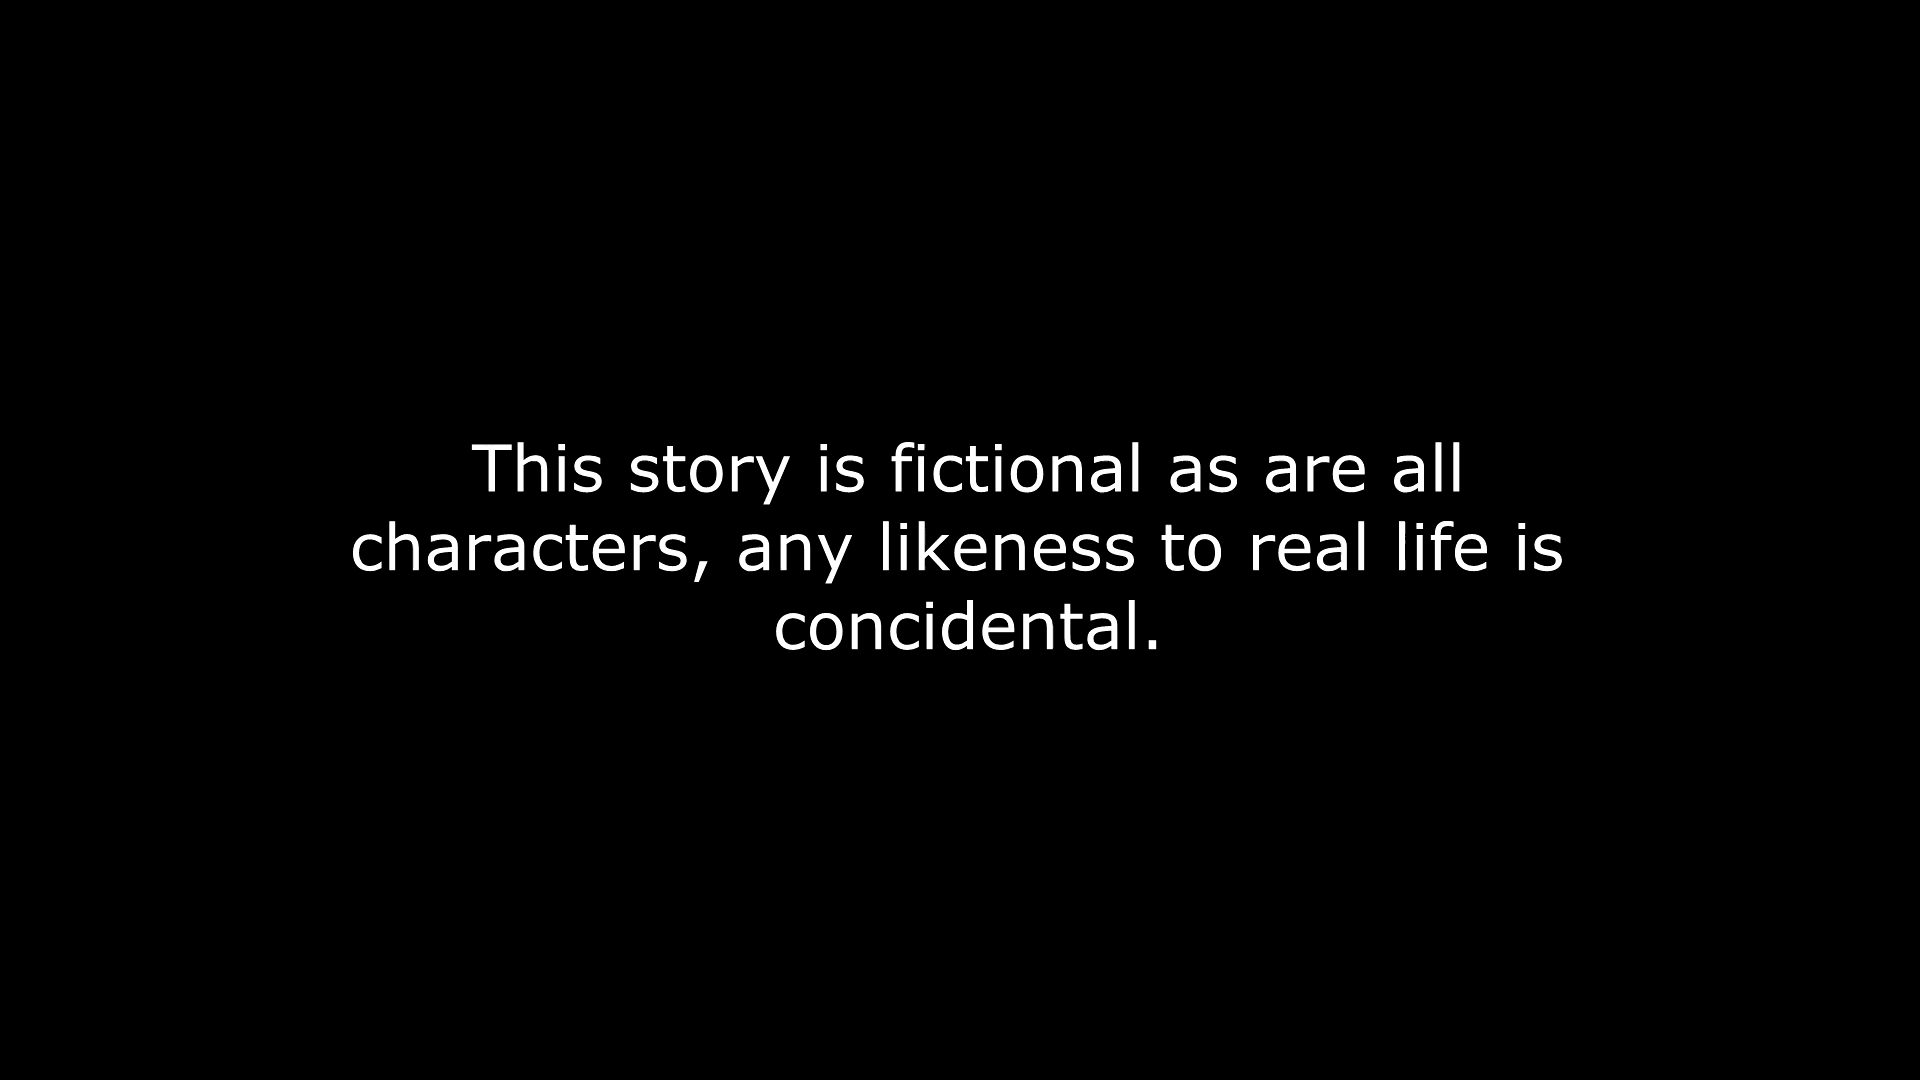 This story is fictional as are all
characters, any likeness to real life is
concidental.